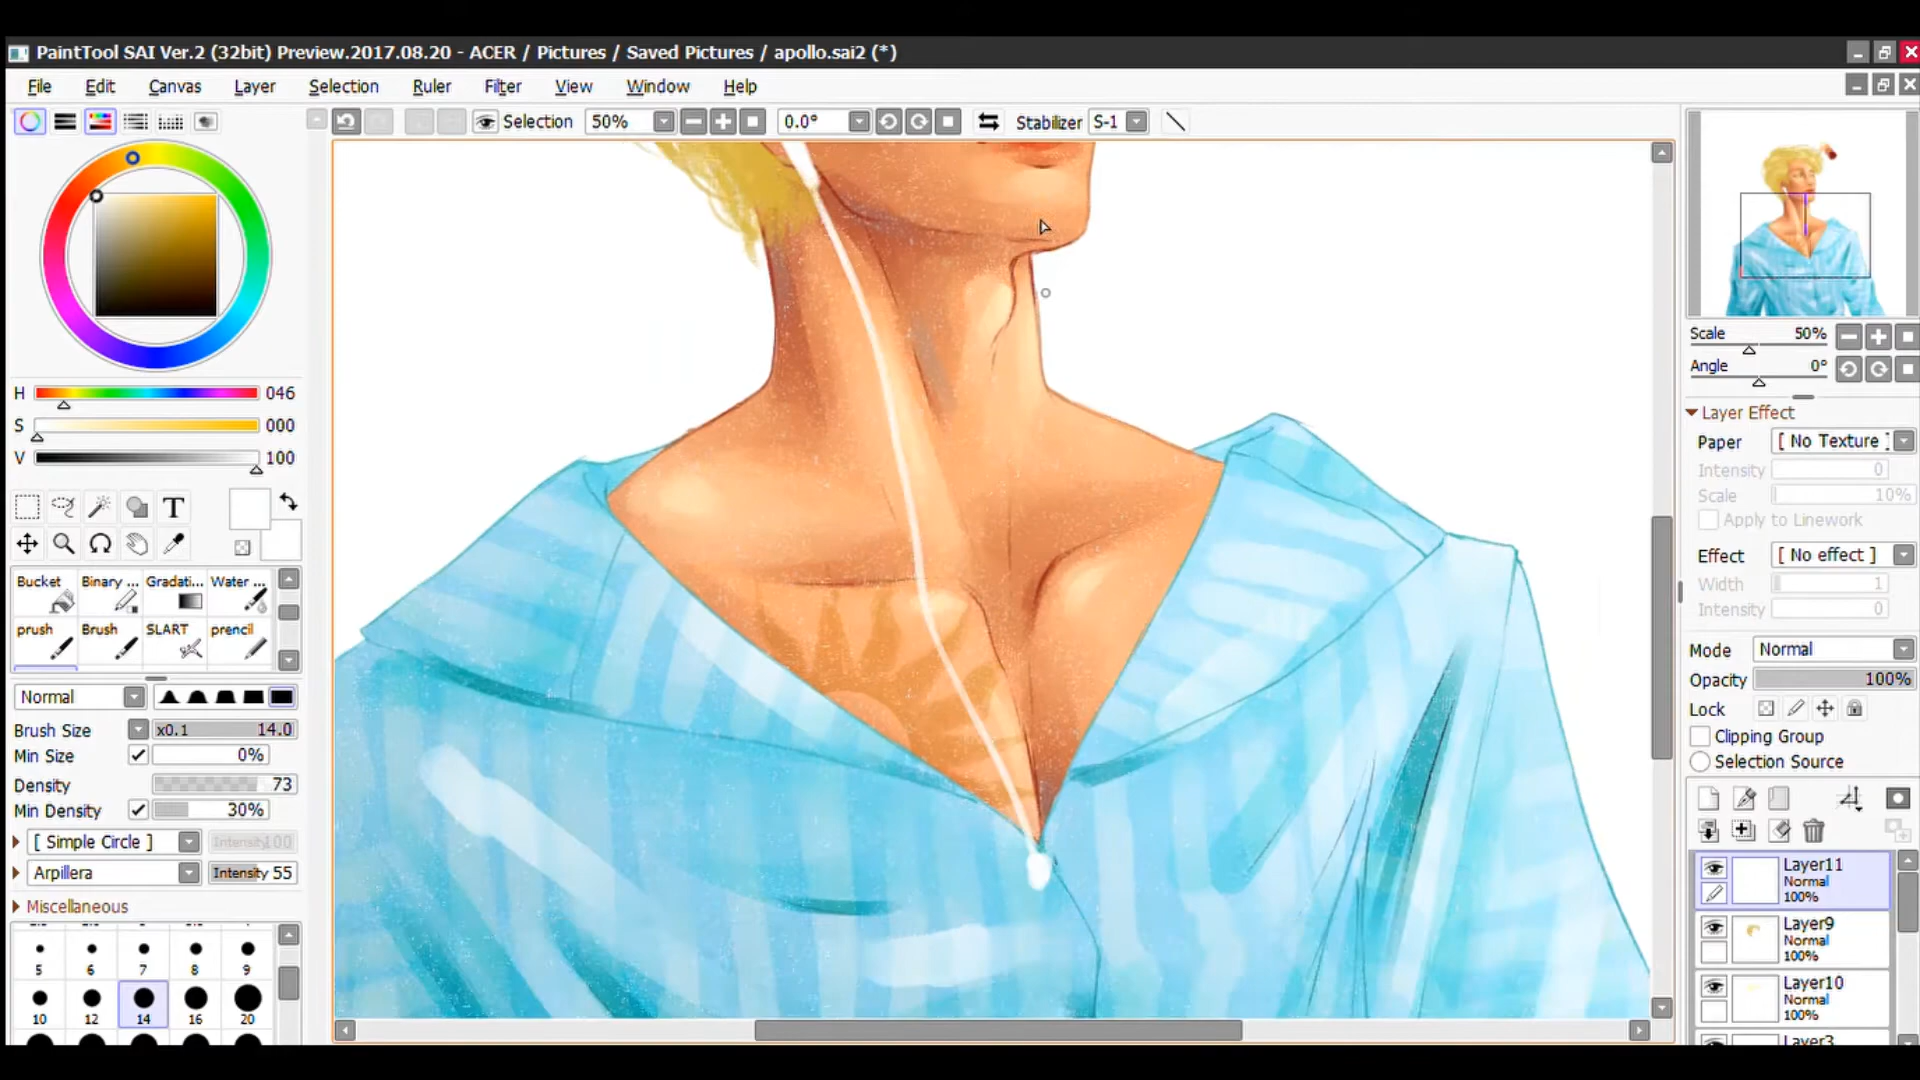 PaintTool SAI Ver.2 (32bit) Preview.2017.08.20 - ACER / Pictures / Saved Pictures / apollo.sai2 (*)
File Edit Canvas Layer Selection Ruler Filter View Window Help
Selection 50% 0.0° Stabilizer S-1
H 046
S 000
V 100
T
Bucket Binary ... Gradati... Water ...
prush Brush SLART prencil
Normal
Brush Size x0.1 14.0
Min Size 0%
Density 73
Min Density 30%
[ Simple Circle ] Intensity 100
Arpillera Intensity 55
Miscellaneous
5 6 7 8 9
10 12 14 16 20
Scale 50%
Angle 0°
Layer Effect
Paper [ No Texture ]
Intensity 0
Scale 10%
Apply to Linework
Effect [ No effect ]
Width 1
Intensity 0
Mode Normal
Opacity 100%
Lock
Clipping Group
Selection Source
Layer11
Normal
100%
Layer9
Normal
100%
Layer10
Normal
100%
Layer3